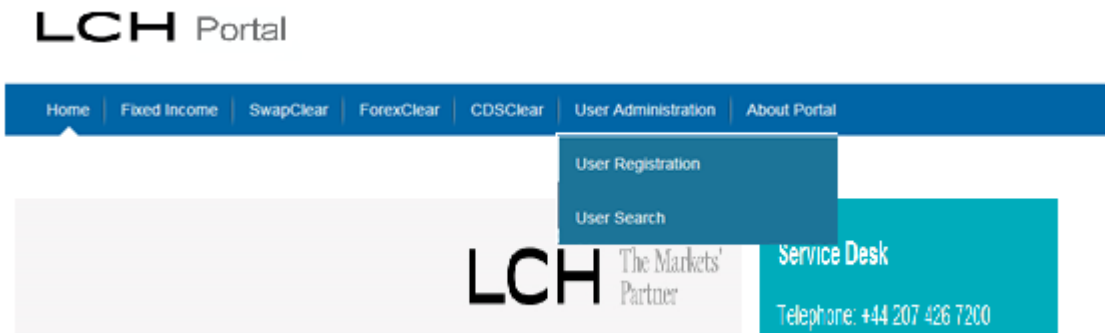 LCH Portal
Home Fixed Income SwapClear ForexClear CDSClear User Administration About Portal
User Registration
User Search
LCH The Markets'
Partner
Service Desk
Telephone: +44 207 426 7200